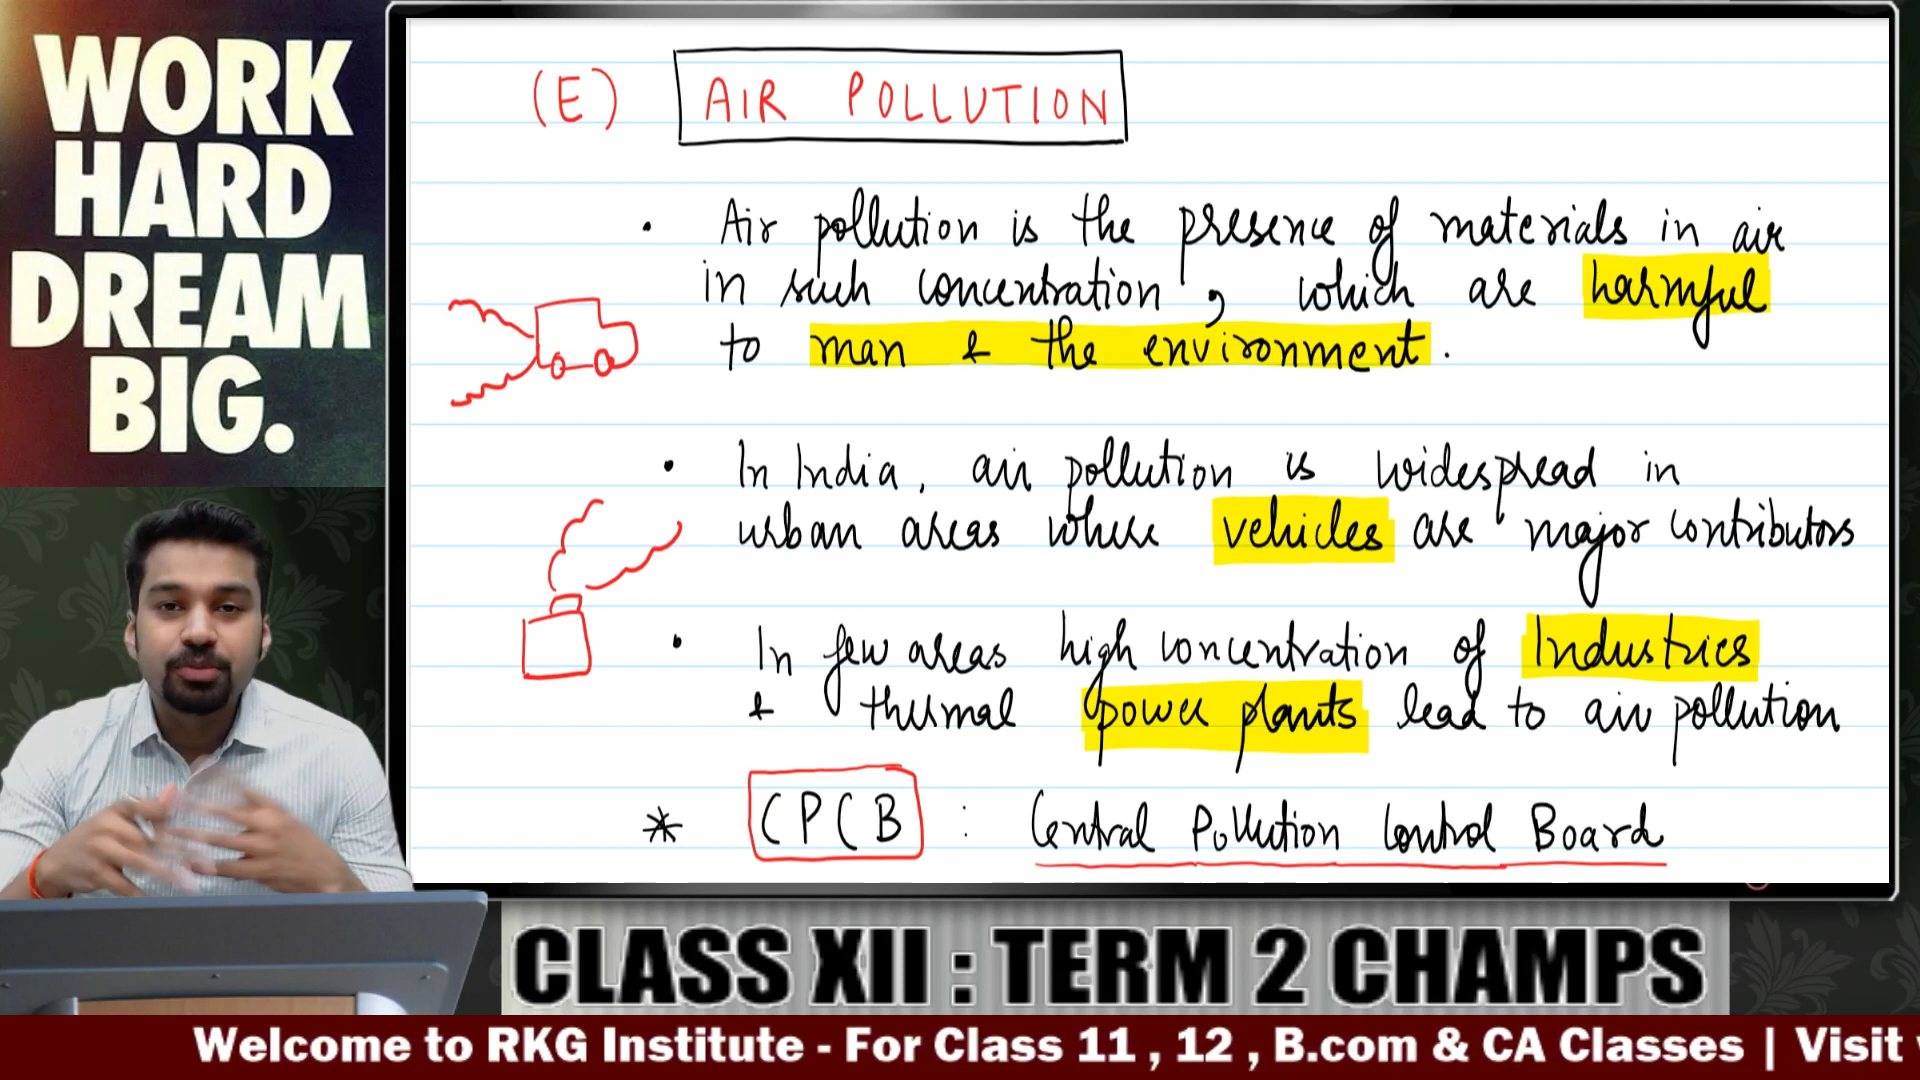 WORK
HARD
DREAM
BIG.
(E) AIR POLLUTION
• Air pollution is the presence of materials in air
in such concentration, which are harmful
to man & the environment.
• In India, air pollution is widespread in
urban areas where vehicles are major contributors
• In few areas high concentration of Industries
& thermal power plants lead to air pollution
* CPCB : Central Pollution Control Board
CLASS XII : TERM 2 CHAMPS
Welcome to RKG Institute - For Class 11 , 12 , B.com & CA Classes | Visit